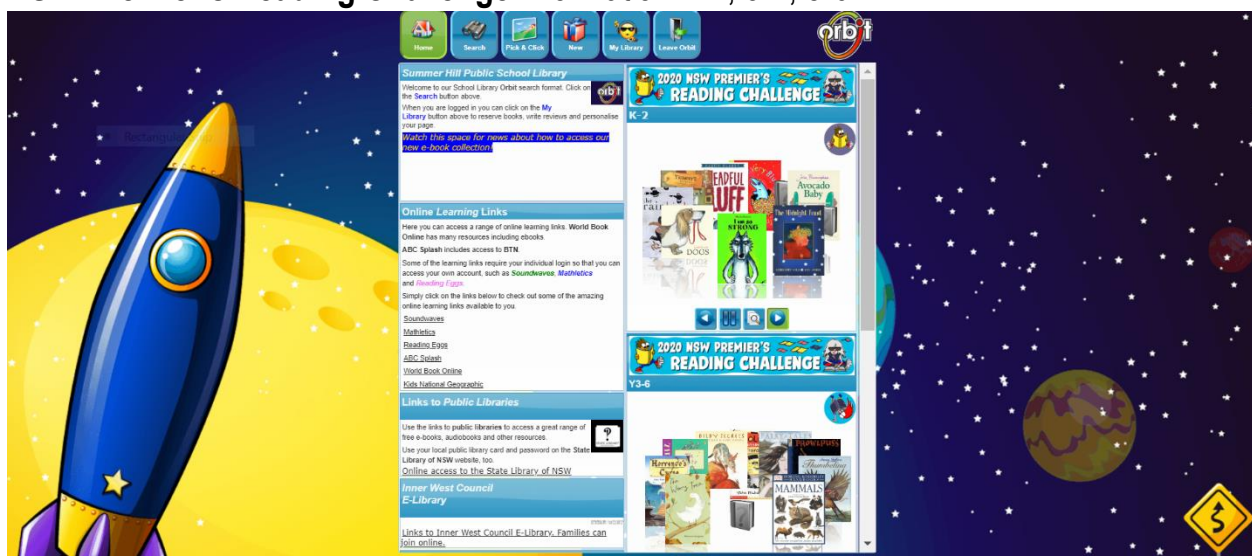 Home
Search
Pick & Click
New
My Library
Leave Orbit
orbit
Summer Hill Public School Library
Welcome to our School Library Orbit search format. Click on
the Search button above.
orbit
When you are logged in you can click on the My
Library button above to reserve books, write reviews and personalise
your page.
Watch this space for news about how to access our
new e-book collection!
Online Learning Links
Here you can access a range of online learning links. World Book
Online has many resources including ebooks.
ABC Splash includes access to BTN.
Some of the learning links require your individual login so that you can
access your own account, such as Soundwaves, Mathletics
and Reading Eggs.
Simply click on the links below to check out some of the amazing
online learning links available to you.
Soundwaves
Mathletics
Reading Eggs
ABC Splash
World Book Online
Kids National Geographic
Links to Public Libraries
Use the links to public libraries to access a great range of
free e-books, audiobooks and other resources.
Use your local public library card and password on the State
Library of NSW website, too.
Online access to the State Library of NSW
Inner West Council
E-Library
Links to Inner West Council E-Library. Families can
join online.
2020 NSW PREMIER'S
READING CHALLENGE
K-2
Avocado
Baby
I am so
STRONG
DOGS
The Midnight Feast
2020 NSW PREMIER'S
READING CHALLENGE
Y3-6
MAMMALS